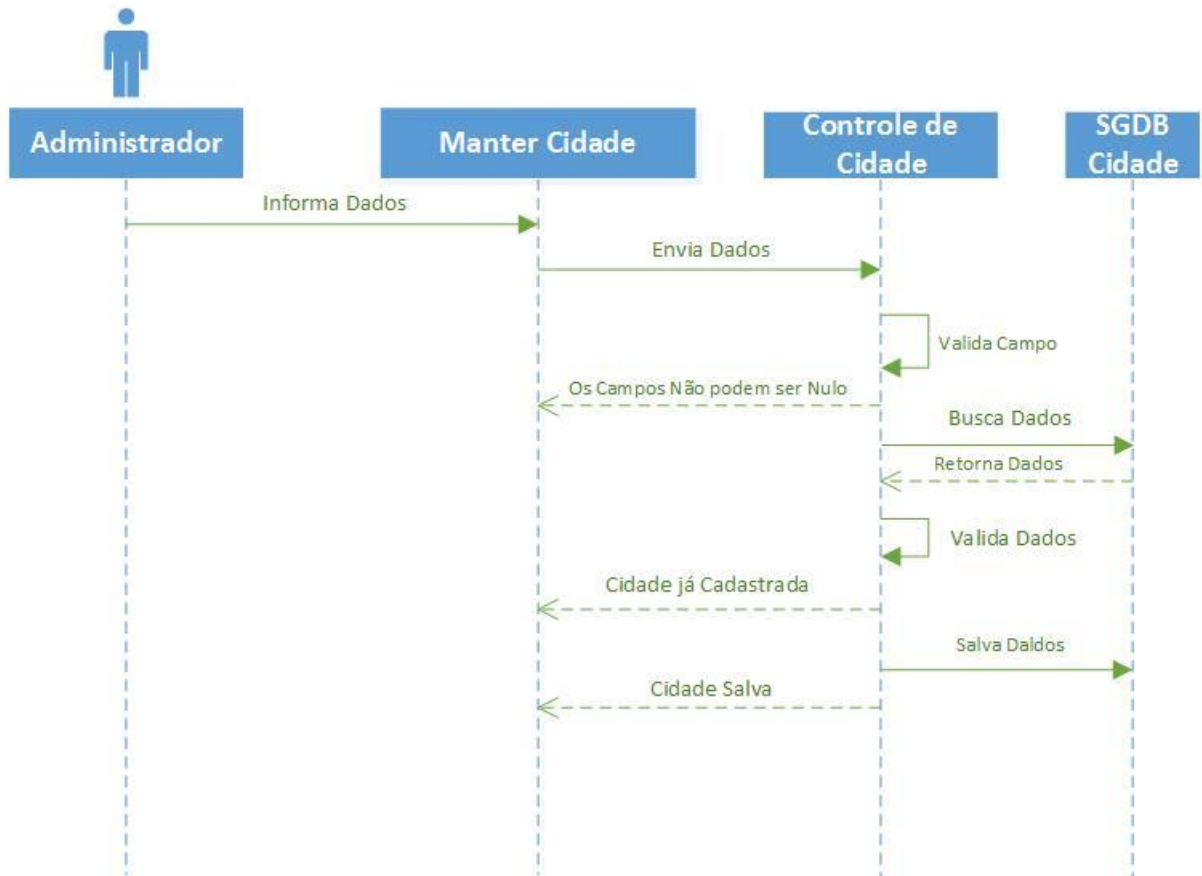 Administrador
Manter Cidade
Controle de
Cidade
SGDB
Cidade
Informa Dados
Envia Dados
Valida Campo
Os Campos Não podem ser Nulo
Busca Dados
Retorna Dados
Valida Dados
Cidade já Cadastrada
Salva Daldos
Cidade Salva